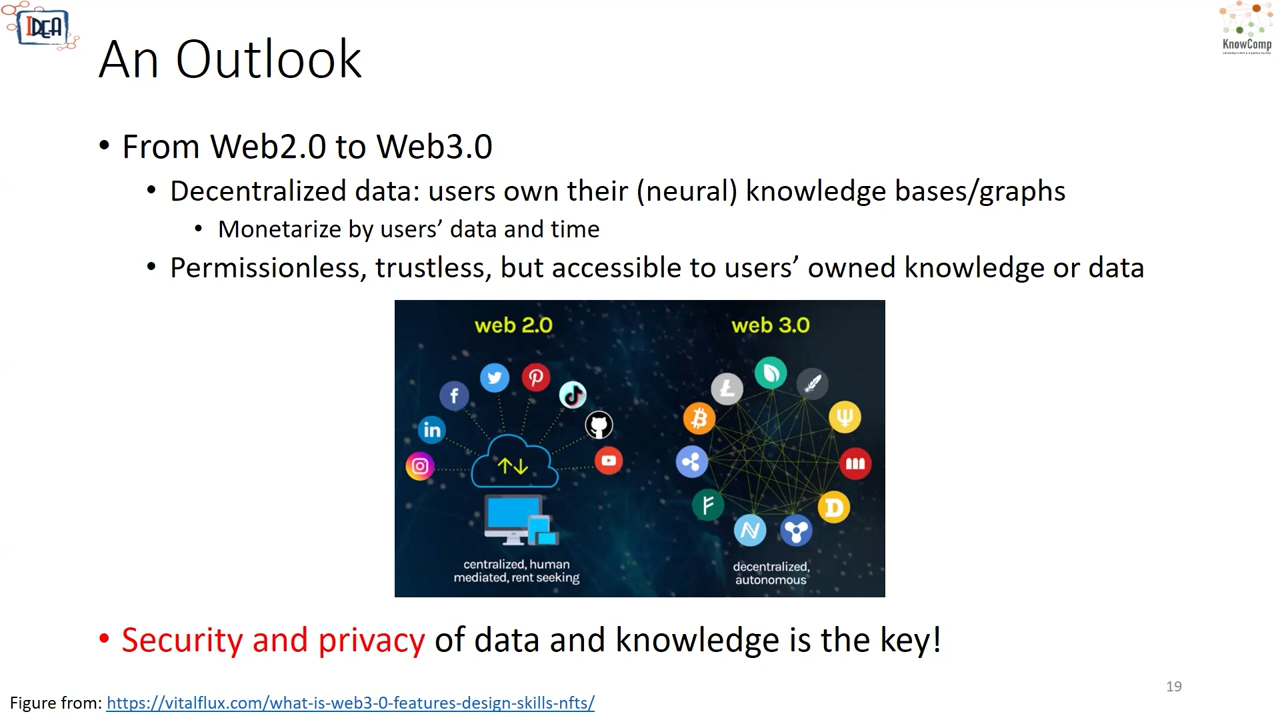 IDEA
KnowComp
An Outlook
• From Web2.0 to Web3.0
• Decentralized data: users own their (neural) knowledge bases/graphs
• Monetarize by users’ data and time
• Permissionless, trustless, but accessible to users’ owned knowledge or data
web 2.0
web 3.0
centralized, human
mediated, rent seeking
decentralized,
autonomous
• Security and privacy of data and knowledge is the key!
19
Figure from: https://vitalflux.com/what-is-web3-0-features-design-skills-nfts/